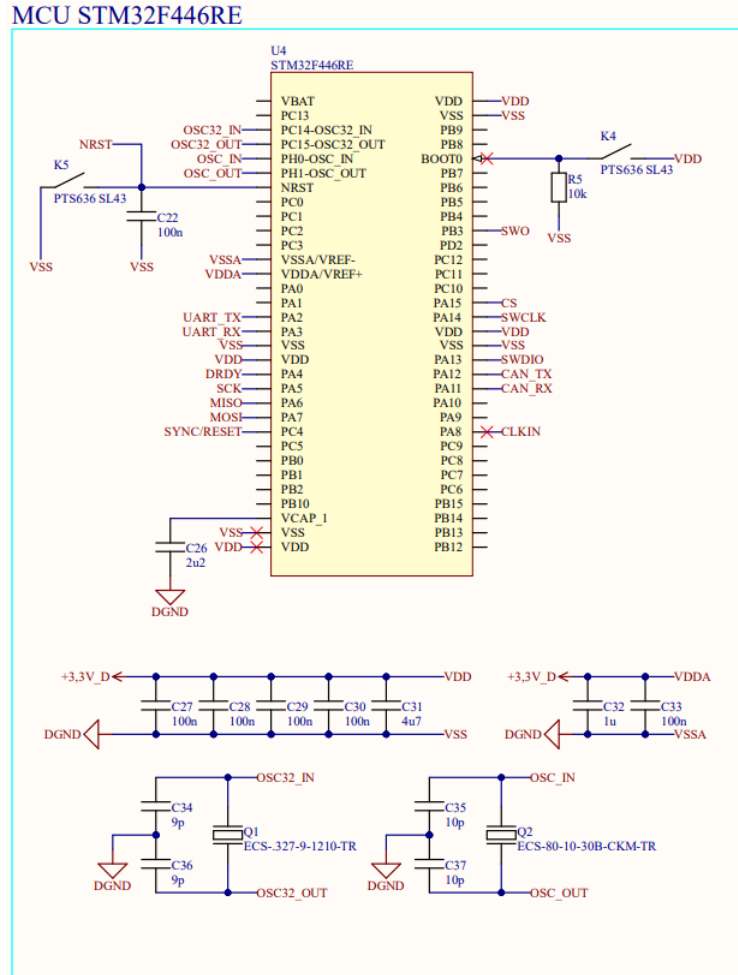 MCU STM32F446RE
U4
STM32F446RE
VBAT
PC13
OSC32_IN PC14-OSC32_IN
OSC32_OUT PC15-OSC32_OUT
OSC_IN PH0-OSC_IN
OSC_OUT PH1-OSC_OUT
NRST
PC0
PC1
PC2
PC3
VSSA VSSA/VREF-
VDDA VDDA/VREF+
PA0
PA1
UART_TX PA2
UART_RX PA3
VSS VSS
VDD VDD
DRDY PA4
SCK PA5
MISO PA6
MOSI PA7
SYNC/RESET PC4
PC5
PB0
PB1
PB2
PB10
VCAP_1
VSS VSS
VDD VDD
VDD VDD
VSS VSS
PB9
PB8
BOOT0
PB7
PB6
PB5
PB4
PB3 SWO
PD2
PC12
PC11
PC10
PA15 CS
PA14 SWCLK
VDD VDD
VSS VSS
PA13 SWDIO
PA12 CAN_TX
PA11 CAN_RX
PA10
PA9
PA8 CLKIN
PC9
PC8
PC7
PC6
PB15
PB14
PB13
PB12
NRST
K5
PTS636 SL43
C22
100n
VSS
VSS
K4
VDD
PTS636 SL43
R5
10k
VSS
C26
2u2
DGND
+3,3V_D VDD
C27 C28 C29 C30 C31
100n 100n 100n 100n 4u7
DGND VSS
+3,3V_D VDDA
C32 C33
1u 100n
DGND VSSA
OSC32_IN
C34
9p
Q1
ECS-.327-9-1210-TR
C36
9p
DGND
OSC32_OUT
OSC_IN
C35
10p
Q2
ECS-80-10-30B-CKM-TR
C37
10p
DGND
OSC_OUT